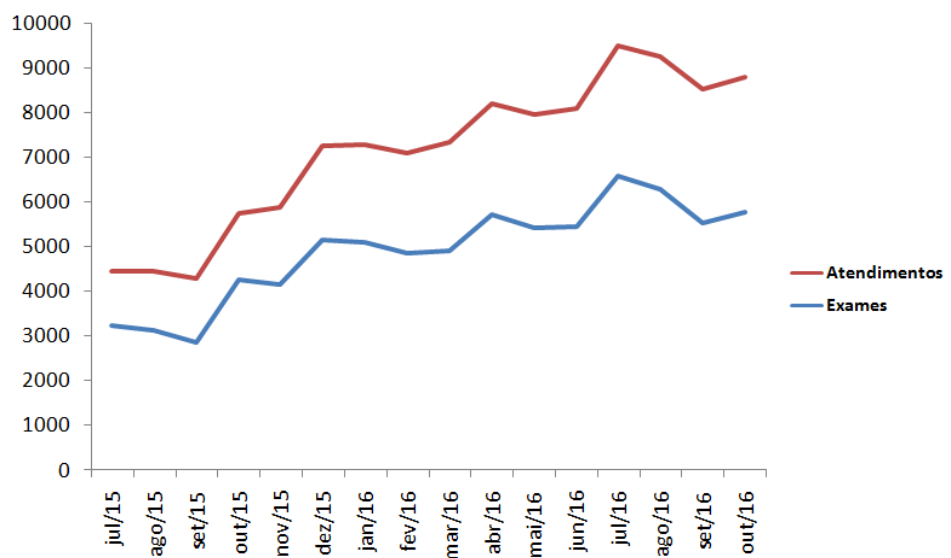 10000
9000
8000
7000
6000
5000
4000
3000
2000
1000
0
Atendimentos
Exames
jul/15
ago/15
set/15
out/15
nov/15
dez/15
jan/16
fev/16
mar/16
abr/16
mai/16
jun/16
jul/16
ago/16
set/16
out/16